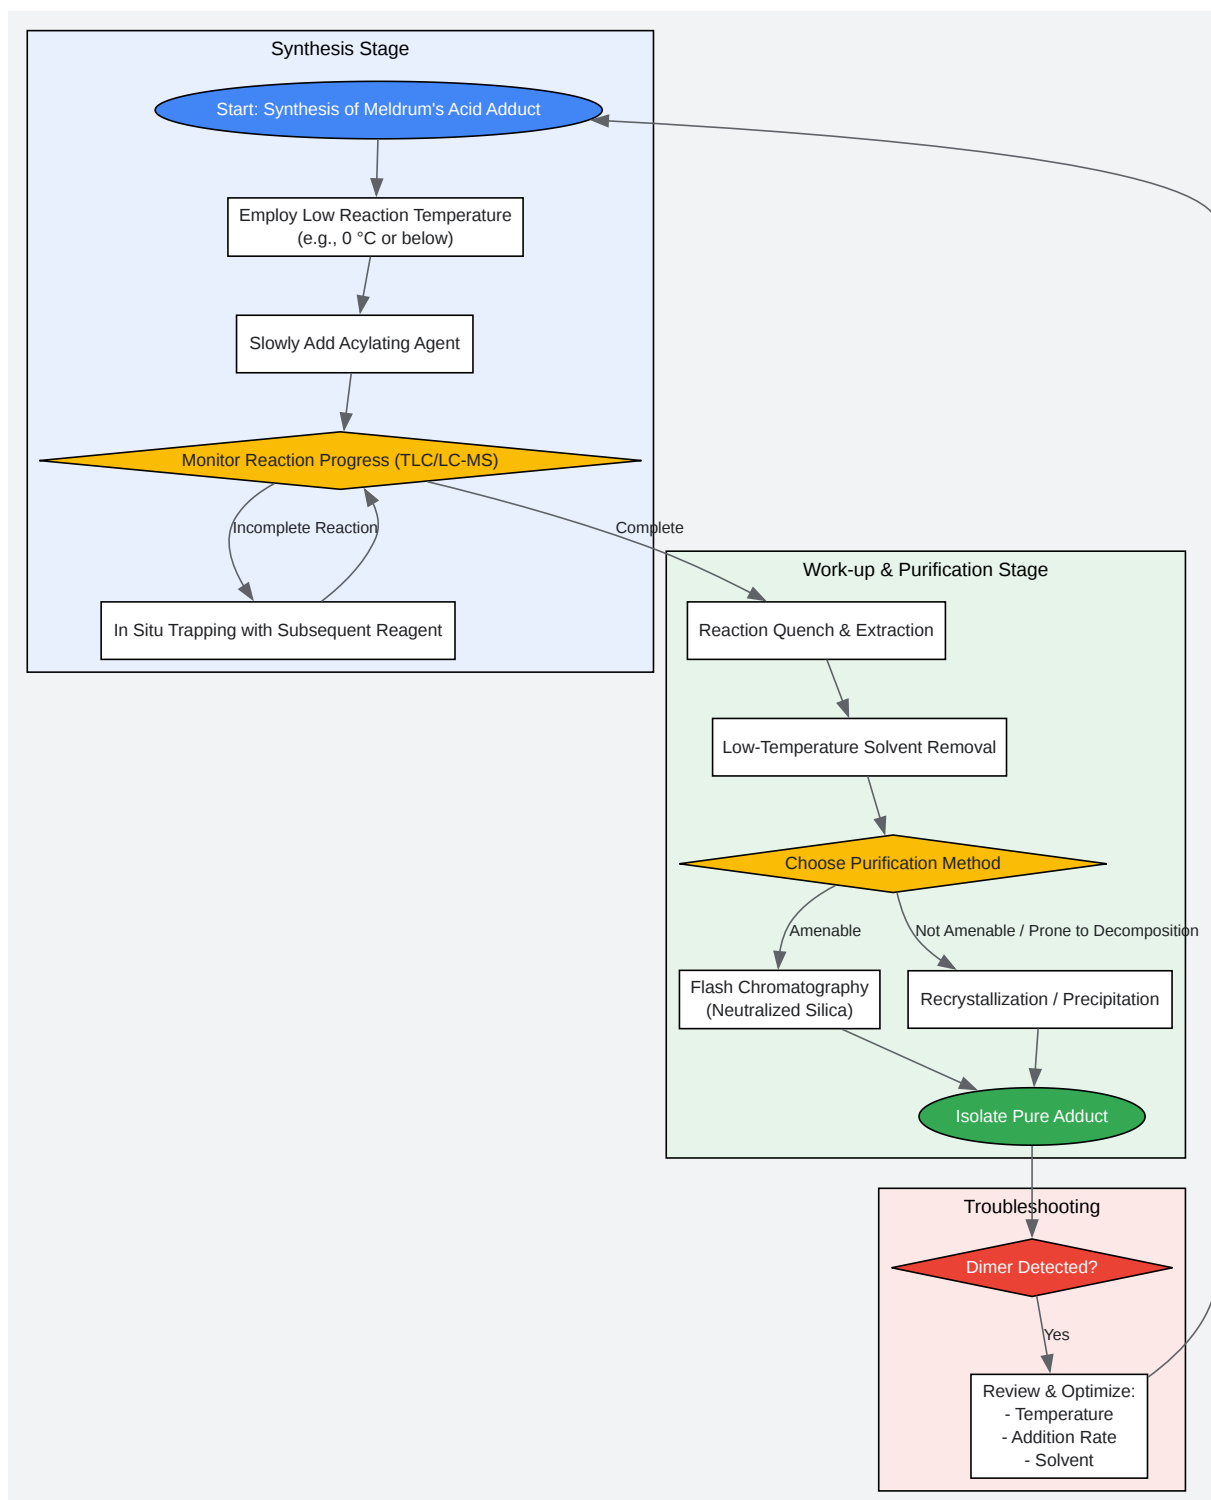 Synthesis Stage
Start: Synthesis of Meldrum's Acid Adduct
Employ Low Reaction Temperature
(e.g., 0 °C or below)
Slowly Add Acylating Agent
Monitor Reaction Progress (TLC/LC-MS)
Incomplete Reaction
Complete
In Situ Trapping with Subsequent Reagent
Work-up & Purification Stage
Reaction Quench & Extraction
Low-Temperature Solvent Removal
Choose Purification Method
Amenable
Not Amenable / Prone to Decomposition
Flash Chromatography
(Neutralized Silica)
Recrystallization / Precipitation
Isolate Pure Adduct
Troubleshooting
Dimer Detected?
Yes
Review & Optimize:
- Temperature
- Addition Rate
- Solvent